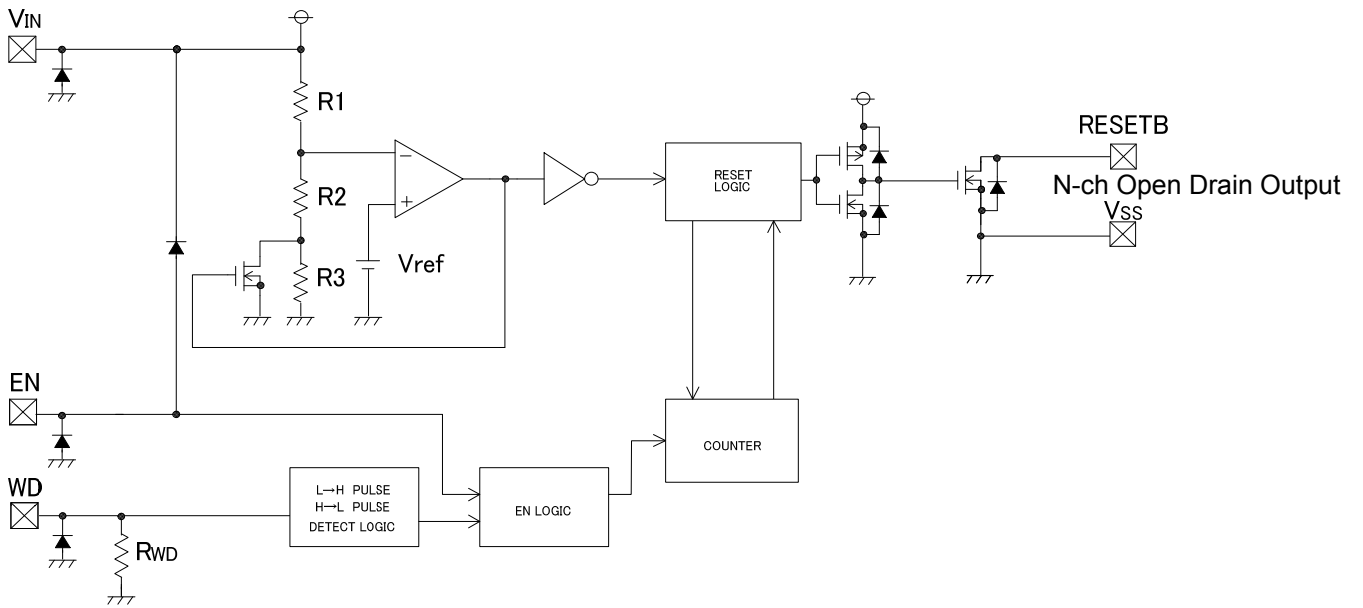 VIN
R1
R2
R3
Vref
RESET
LOGIC
RESETB
N-ch Open Drain Output
VSS
EN
COUNTER
WD
L→H PULSE
H→L PULSE
DETECT LOGIC
EN LOGIC
RWD